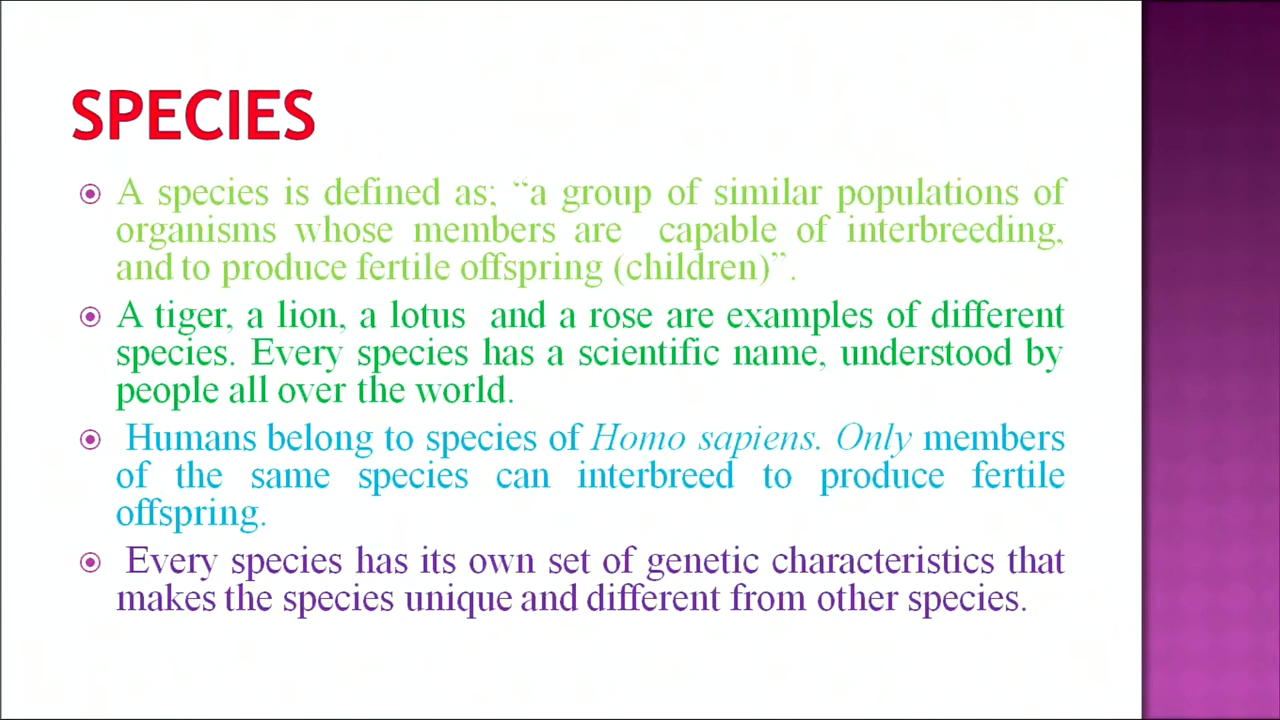 SPECIES
A species is defined as; “a group of similar populations of
organisms whose members are capable of interbreeding,
and to produce fertile offspring (children)”.
A tiger, a lion, a lotus and a rose are examples of different
species. Every species has a scientific name, understood by
people all over the world.
Humans belong to species of Homo sapiens. Only members
of the same species can interbreed to produce fertile
offspring.
Every species has its own set of genetic characteristics that
makes the species unique and different from other species.